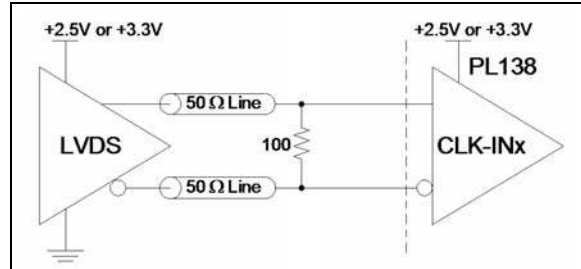 +2.5V or +3.3V
+2.5V or +3.3V
PL138
50 Ω Line
LVDS
100
CLK-INx
50 Ω Line